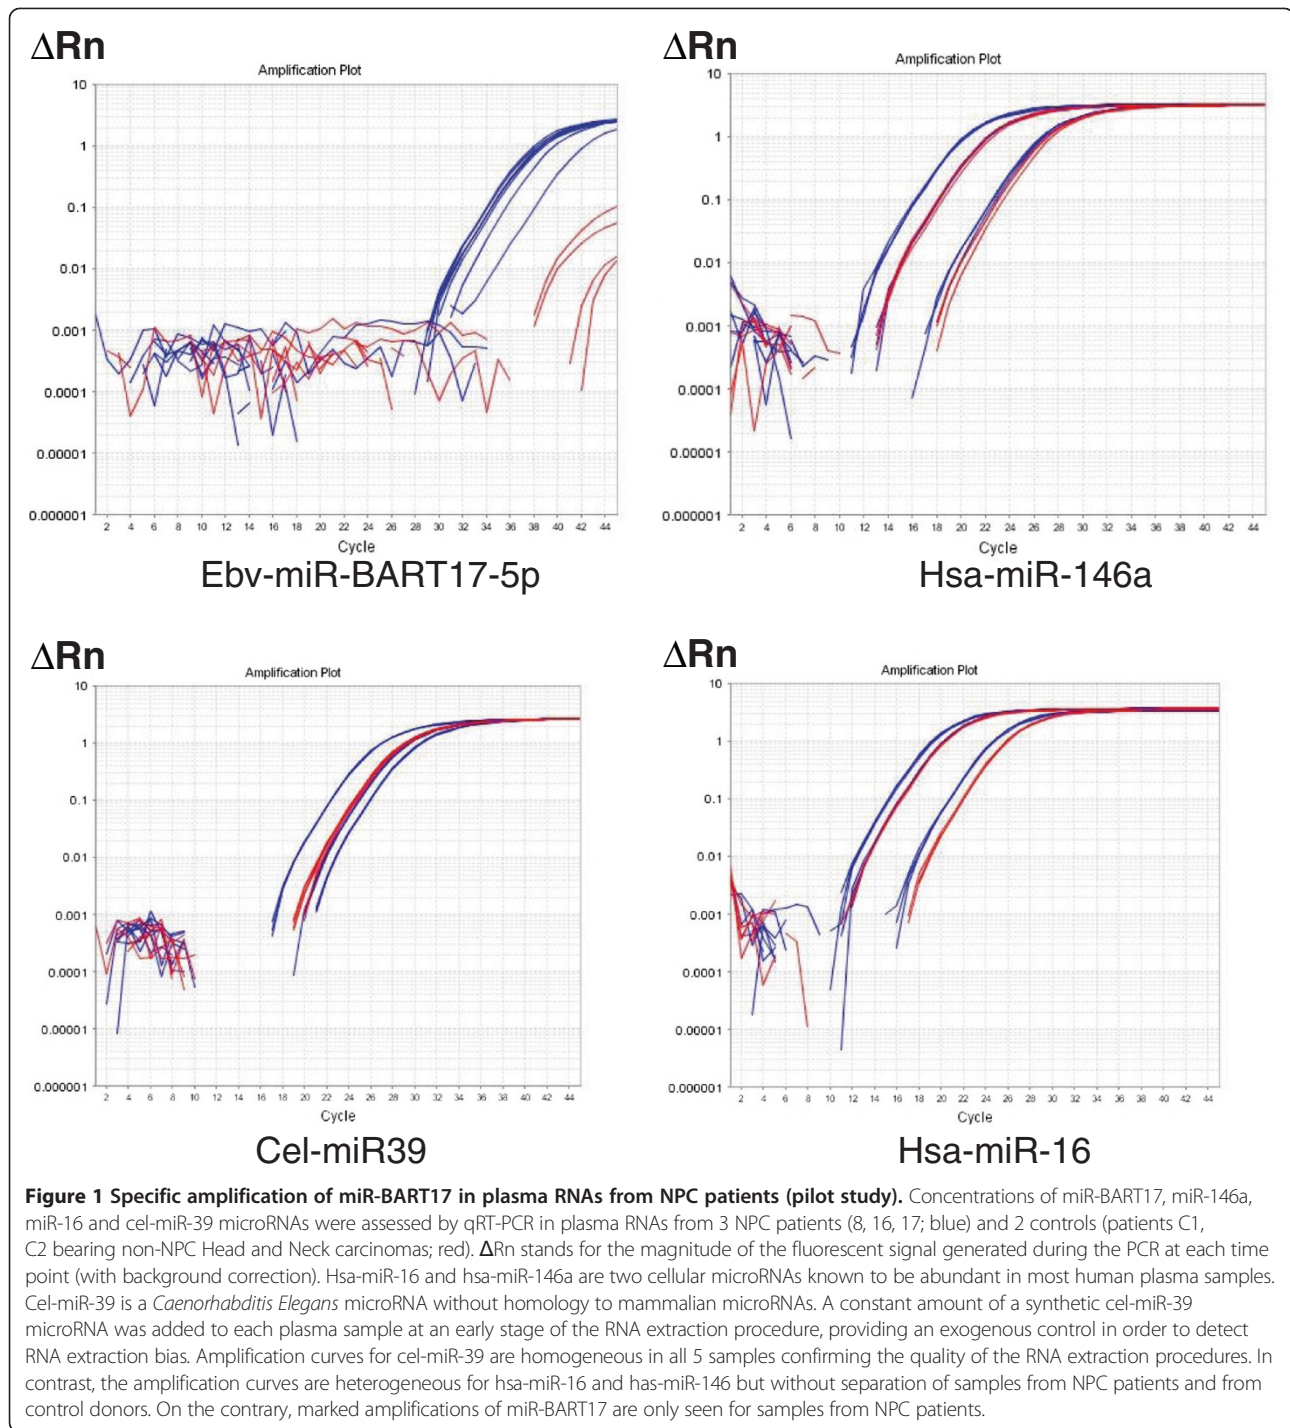 ΔRn
Amplification Plot
10
1
0.1
0.01
0.001
0.0001
0.00001
0.000001
2 4 6 8 10 12 14 16 18 20 22 24 26 28 30 32 34 36 38 40 42 44
Cycle
Ebv-miR-BART17-5p
ΔRn
Amplification Plot
10
1
0.1
0.01
0.001
0.0001
0.00001
0.000001
2 4 6 8 10 12 14 16 18 20 22 24 26 28 30 32 34 36 38 40 42 44
Cycle
Hsa-miR-146a
ΔRn
Amplification Plot
10
1
0.1
0.01
0.001
0.0001
0.00001
0.000001
2 4 6 8 10 12 14 16 18 20 22 24 26 28 30 32 34 36 38 40 42 44
Cycle
Cel-miR39
ΔRn
Amplification Plot
10
1
0.1
0.01
0.001
0.0001
0.00001
0.000001
2 4 6 8 10 12 14 16 18 20 22 24 26 28 30 32 34 36 38 40 42 44
Cycle
Hsa-miR-16
Figure 1 Specific amplification of miR-BART17 in plasma RNAs from NPC patients (pilot study). Concentrations of miR-BART17, miR-146a,
miR-16 and cel-miR-39 microRNAs were assessed by qRT-PCR in plasma RNAs from 3 NPC patients (8, 16, 17; blue) and 2 controls (patients C1,
C2 bearing non-NPC Head and Neck carcinomas; red). ΔRn stands for the magnitude of the fluorescent signal generated during the PCR at each time
point (with background correction). Hsa-miR-16 and hsa-miR-146a are two cellular microRNAs known to be abundant in most human plasma samples.
Cel-miR-39 is a Caenorhabditis Elegans microRNA without homology to mammalian microRNAs. A constant amount of a synthetic cel-miR-39
microRNA was added to each plasma sample at an early stage of the RNA extraction procedure, providing an exogenous control in order to detect
RNA extraction bias. Amplification curves for cel-miR-39 are homogeneous in all 5 samples confirming the quality of the RNA extraction procedures. In
contrast, the amplification curves are heterogeneous for hsa-miR-16 and has-miR-146 but without separation of samples from NPC patients and from
control donors. On the contrary, marked amplifications of miR-BART17 are only seen for samples from NPC patients.